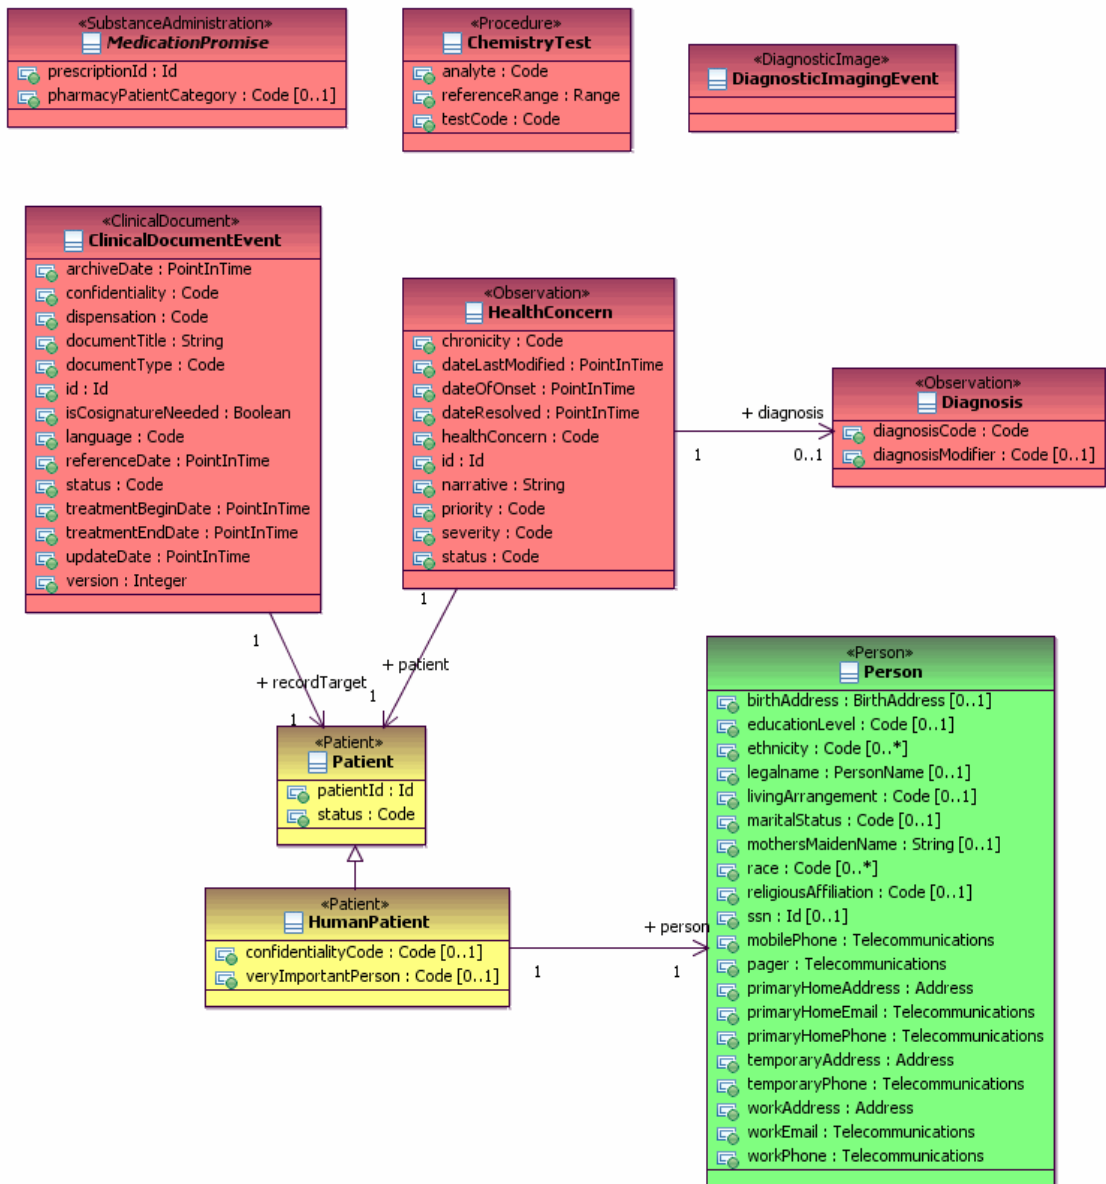 «SubstanceAdministration»
MedicationPromise
prescriptionId : Id
pharmacyPatientCategory : Code [0..1]
«Procedure»
ChemistryTest
analyte : Code
referenceRange : Range
testCode : Code
«DiagnosticImage»
DiagnosticImagingEvent
«ClinicalDocument»
ClinicalDocumentEvent
archiveDate : PointInTime
confidentiality : Code
dispensation : Code
documentTitle : String
documentType : Code
id : Id
isCosignatureNeeded : Boolean
language : Code
referenceDate : PointInTime
status : Code
treatmentBeginDate : PointInTime
treatmentEndDate : PointInTime
updateDate : PointInTime
version : Integer
«Observation»
HealthConcern
chronicity : Code
dateLastModified : PointInTime
dateOfOnset : PointInTime
dateResolved : PointInTime
healthConcern : Code
id : Id
narrative : String
priority : Code
severity : Code
status : Code
+ diagnosis
1
0..1
«Observation»
Diagnosis
diagnosisCode : Code
diagnosisModifier : Code [0..1]
1
+ recordTarget
1
1
+ patient
1
«Patient»
Patient
patientId : Id
status : Code
«Patient»
HumanPatient
confidentialityCode : Code [0..1]
veryImportantPerson : Code [0..1]
+ person
1
1
«Person»
Person
birthAddress : BirthAddress [0..1]
educationLevel : Code [0..1]
ethnicity : Code [0..*]
legalname : PersonName [0..1]
livingArrangement : Code [0..1]
maritalStatus : Code [0..1]
mothersMaidenName : String [0..1]
race : Code [0..*]
religiousAffiliation : Code [0..1]
ssn : Id [0..1]
mobilePhone : Telecommunications
pager : Telecommunications
primaryHomeAddress : Address
primaryHomeEmail : Telecommunications
primaryHomePhone : Telecommunications
temporaryAddress : Address
temporaryPhone : Telecommunications
workAddress : Address
workEmail : Telecommunications
workPhone : Telecommunications